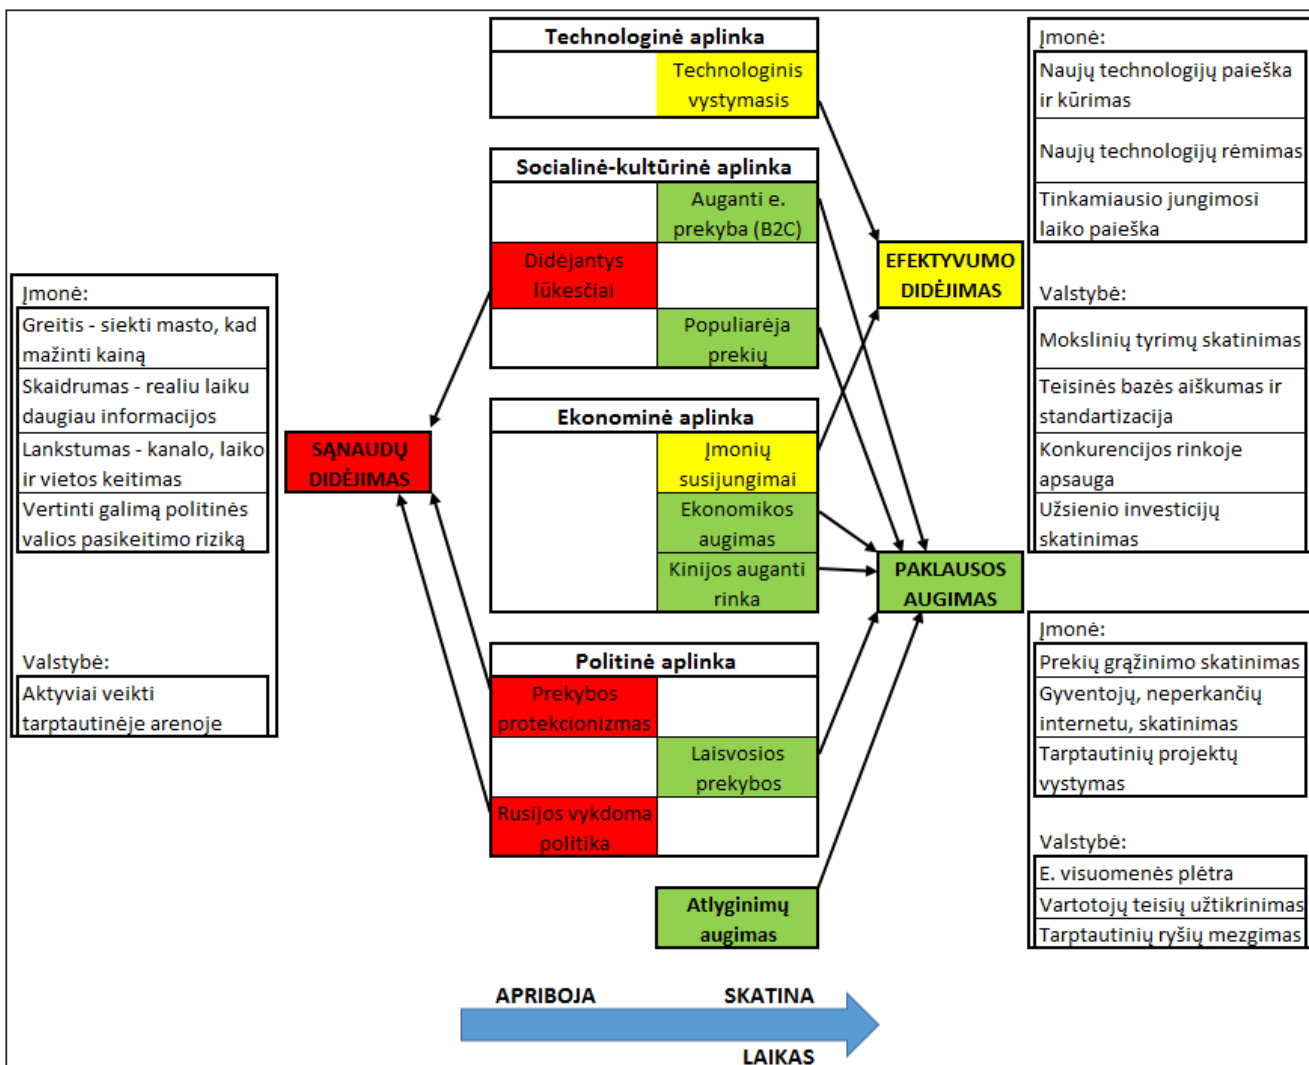 Technologinė aplinka
Technologinis
vystymasis
Socialinė-kultūrinė aplinka
Auganti e.
prekyba (B2C)
Didėjantys
lūkesčiai
Populiarėja
prekių
Ekonominė aplinka
Įmonių
susijungimai
Ekonomikos
augimas
Kinijos auganti
rinka
Politinė aplinka
Prekybos
protekcionizmas
Laisvosios
prekybos
Rusijos vykdoma
politika
Atlyginimų
augimas
Įmonė:
Greitis - siekti masto, kad
mažinti kainą
Skaidrumas - realiu laiku
daugiau informacijos
Lankstumas - kanalo, laiko
ir vietos keitimas
Vertinti galimą politinės
valios pasikeitimo riziką
Valstybė:
Aktyviai veikti
tarptautinėje arenoje
SĄNAUDŲ
DIDĖJIMAS
EFEKTYVUMO
DIDĖJIMAS
PAKLAUSOS
AUGIMAS
Įmonė:
Naujų technologijų paieška
ir kūrimas
Naujų technologijų rėmimas
Tinkamiausio jungimosi
laiko paieška
Valstybė:
Mokslinių tyrimų skatinimas
Teisinės bazės aiškumas ir
standartizacija
Konkurencijos rinkoje
apsauga
Užsienio investicijų
skatinimas
Įmonė:
Prekių grąžinimo skatinimas
Gyventojų, neperkančių
internetu, skatinimas
Tarptautinių projektų
vystymas
Valstybė:
E. visuomenės plėtra
Vartotojų teisių užtikrinimas
Tarptautinių ryšių mezgimas
APRIBOJA SKATINA
LAIKAS